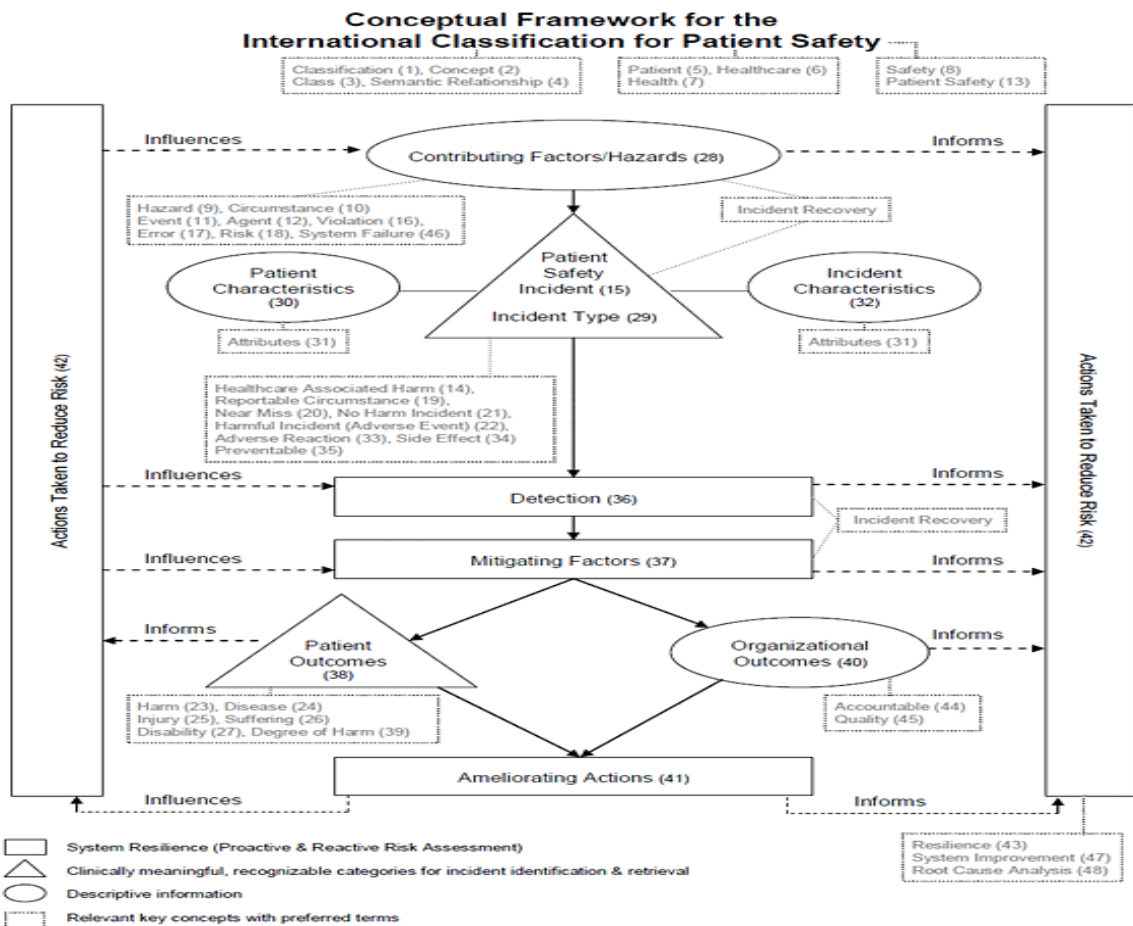 Conceptual Framework for the
International Classification for Patient Safety
Classification (1), Concept (2)
Class (3), Semantic Relationship (4)
Patient (5), Healthcare (6)
Health (7)
Safety (8)
Patient Safety (13)
Influences
Contributing Factors/Hazards (28)
Informs
Hazard (9), Circumstance (10)
Event (11), Agent (12), Violation (16),
Error (17), Risk (18), System Failure (46)
Incident Recovery
Patient
Characteristics
(30)
Patient
Safety
Incident (15)
Incident Type (29)
Incident
Characteristics
(32)
Attributes (31)
Attributes (31)
Actions Taken to Reduce Risk (42)
Actions Taken to Reduce Risk (42)
Healthcare Associated Harm (14),
Reportable Circumstance (19),
Near Miss (20), No Harm Incident (21),
Harmful Incident (Adverse Event) (22),
Adverse Reaction (33), Side Effect (34)
Preventable (35)
Influences
Detection (36)
Informs
Incident Recovery
Influences
Mitigating Factors (37)
Informs
Informs
Patient
Outcomes
(38)
Organizational
Outcomes (40)
Informs
Harm (23), Disease (24)
Injury (25), Suffering (26)
Disability (27), Degree of Harm (39)
Accountable (44)
Quality (45)
Ameliorating Actions (41)
Influences
Informs
Resilience (43)
System Improvement (47)
Root Cause Analysis (48)
System Resilience (Proactive & Reactive Risk Assessment)
Clinically meaningful, recognizable categories for incident identification & retrieval
Descriptive information
Relevant key concepts with preferred terms